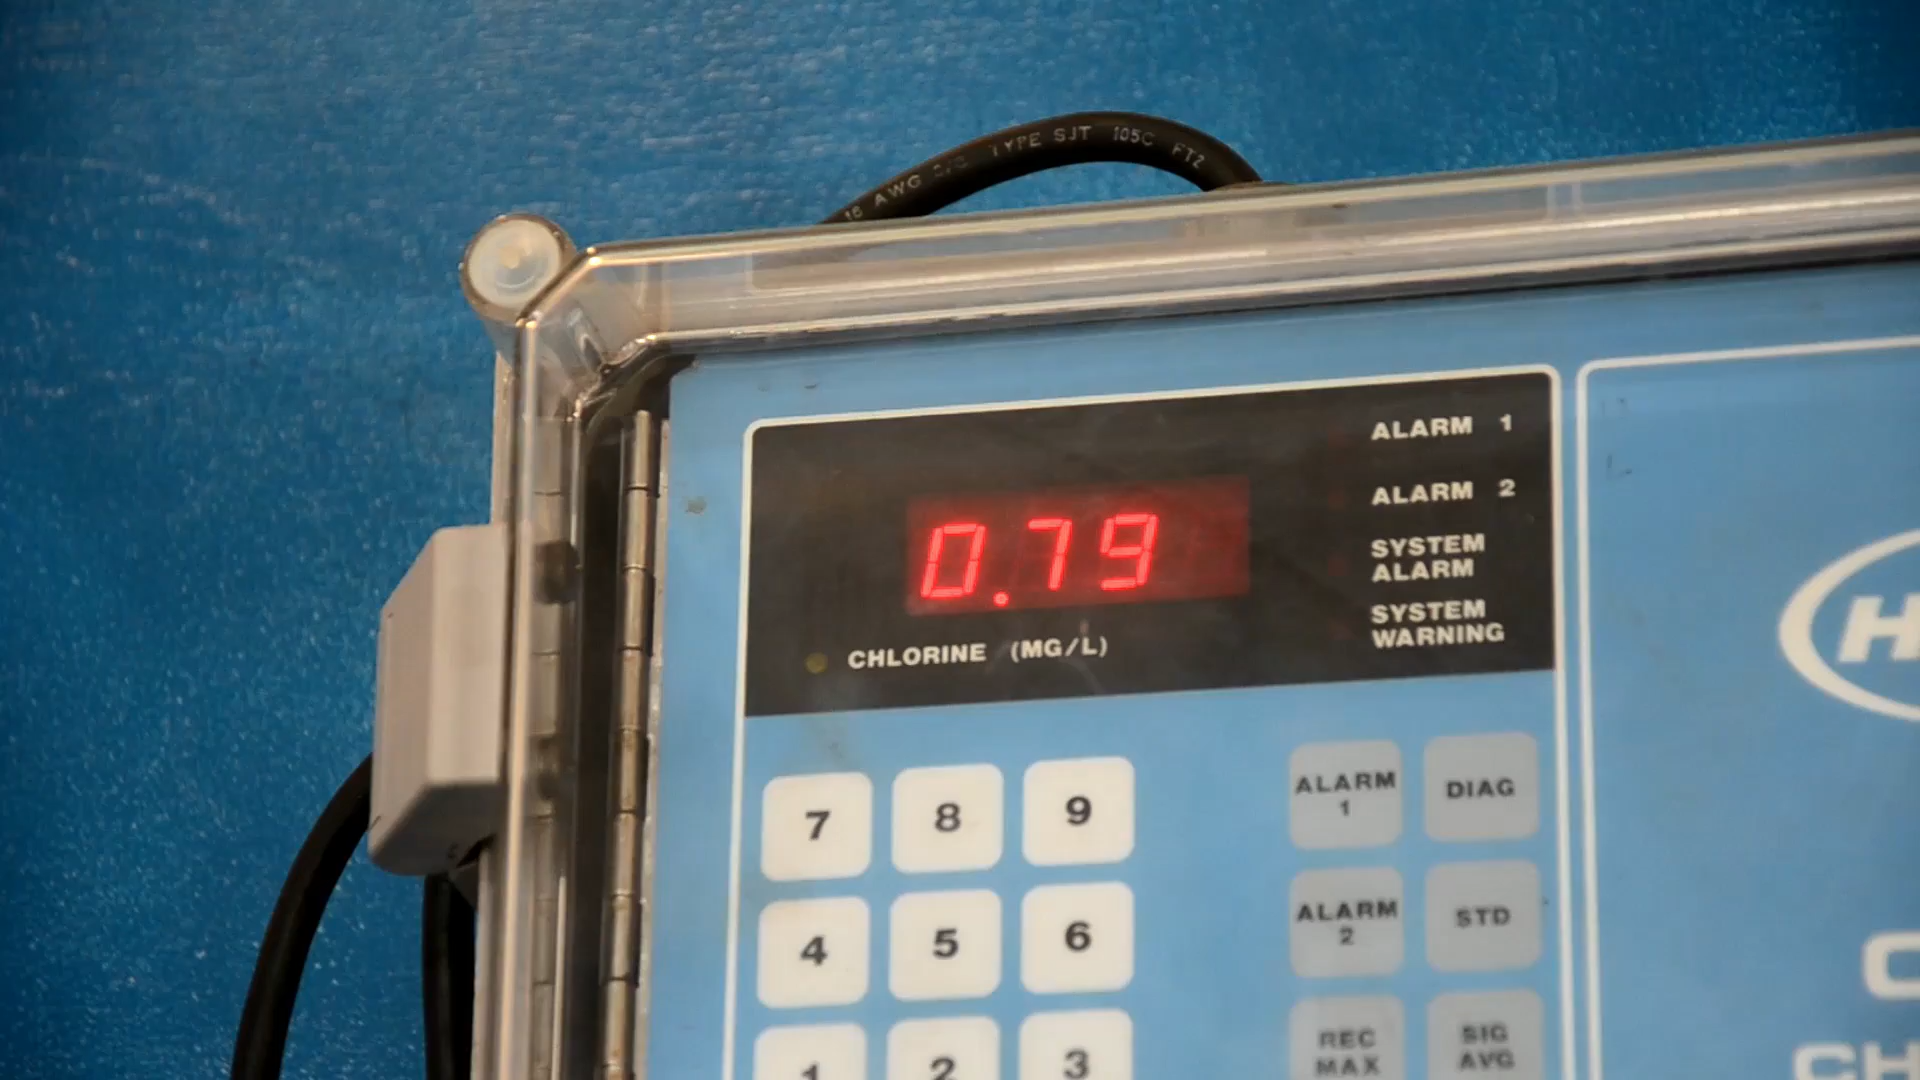 AWG TYPE SJT 105C FT2
ALARM 1
ALARM 2
SYSTEM
ALARM
SYSTEM
WARNING
0.79
CHLORINE (MG/L)
7 8 9
ALARM
1
DIAG
4 5 6
ALARM
2
STD
1 2 3
REC
MAX
SIG
AVG
H
C
CH